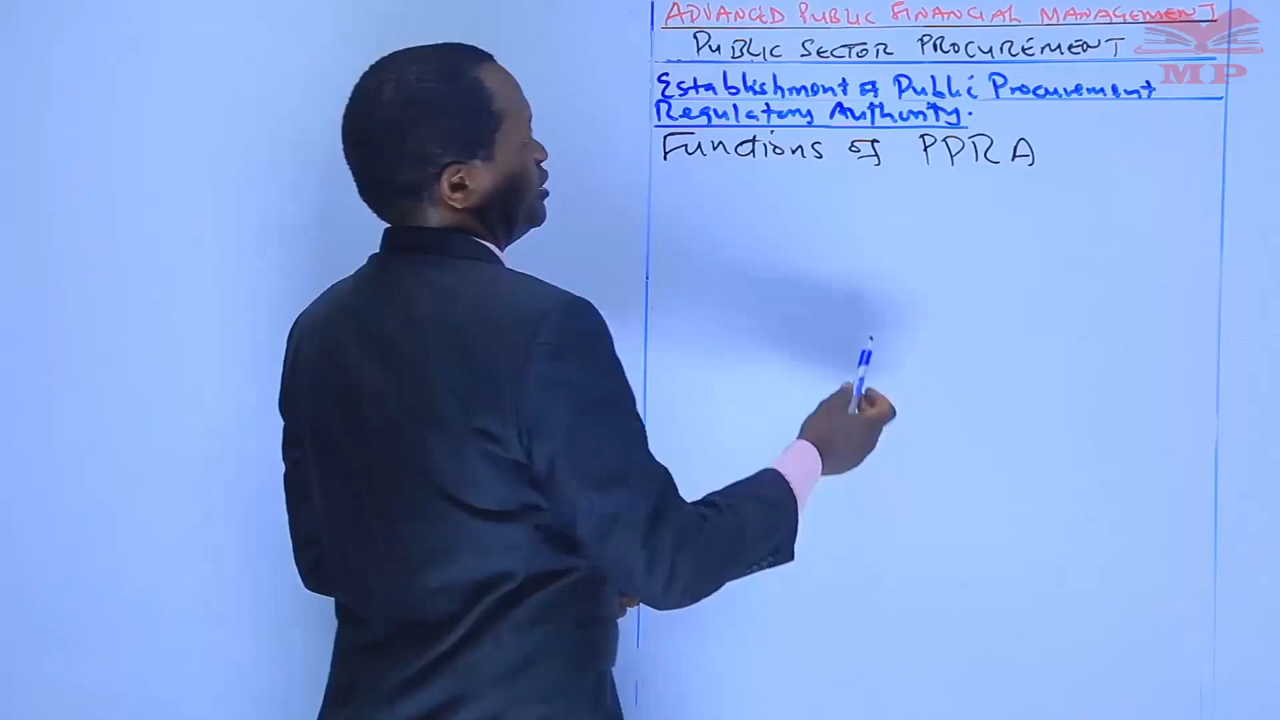 ADVANCED PUBLIC FINANCIAL MANAGEMENT
PUBLIC SECTOR PROCUREMENT
MP
Establishment of Public Procurement
Regulatory Authority.
Functions of PPRA